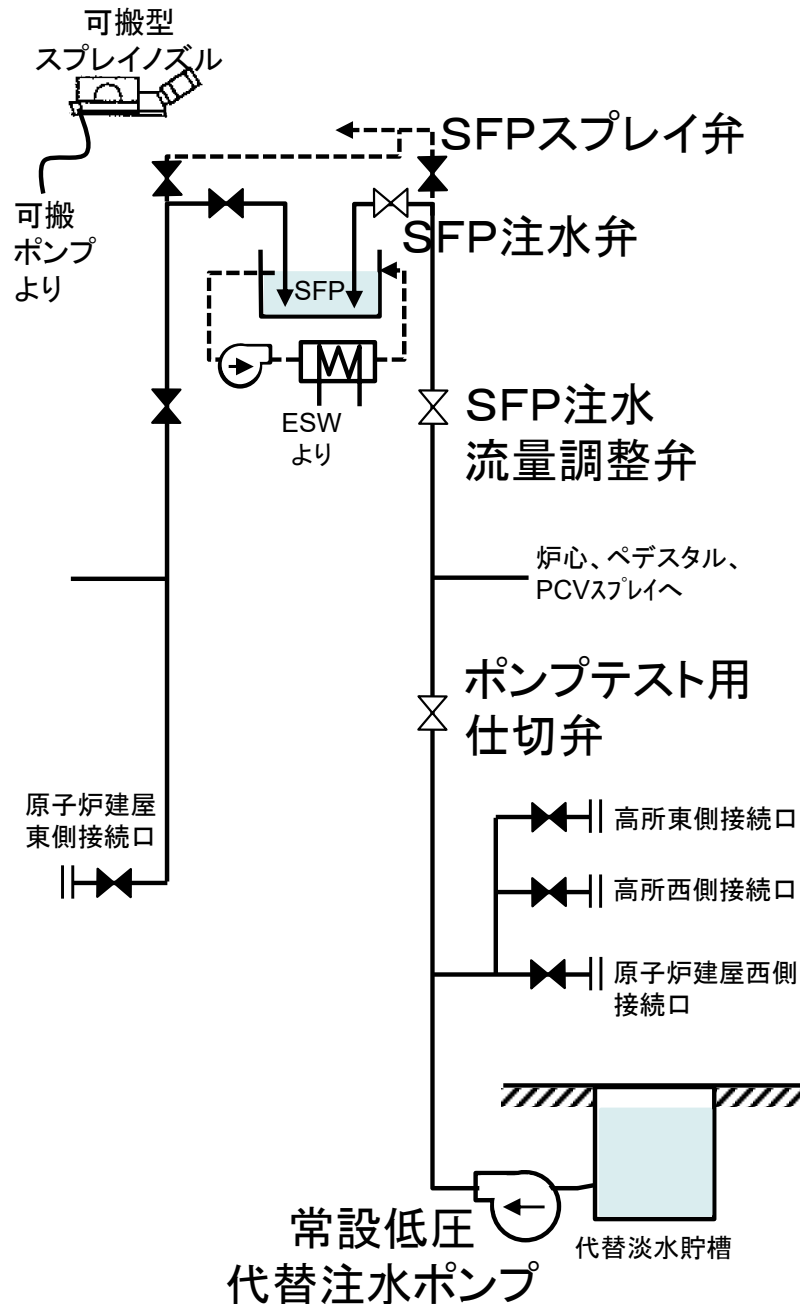 可搬型
スプレイノズル
可搬
ポンプ
より
SFPスプレイ弁
SFP注水弁
SFP
ESW
より
SFP注水
流量調整弁
炉心、ペデスタル、
PCVスプレイへ
ポンプテスト用
仕切弁
原子炉建屋
東側接続口
高所東側接続口
高所西側接続口
原子炉建屋西側
接続口
常設低圧
代替注水ポンプ
代替淡水貯槽